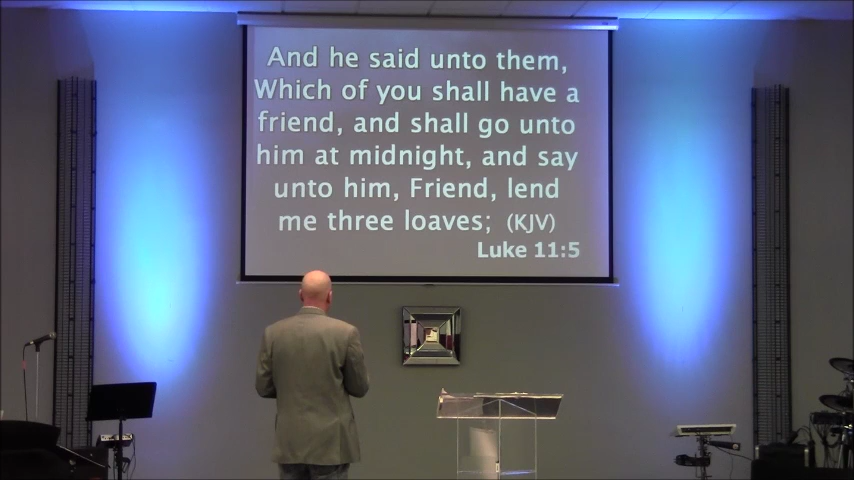 And he said unto them,
Which of you shall have a
friend, and shall go unto
him at midnight, and say
unto him, Friend, lend
me three loaves; (KJV)
Luke 11:5